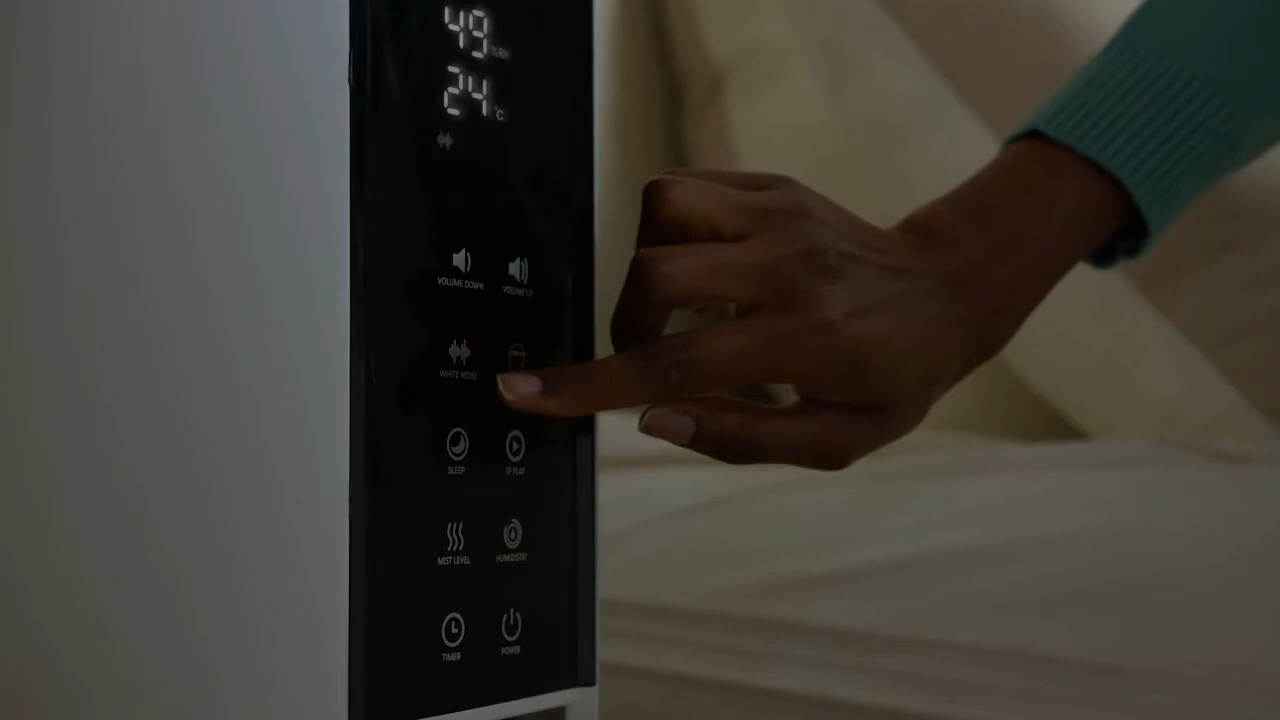 49 %RH
24 °C
VOLUME DOWN VOLUME UP
WHITE NOISE
SLEEP TF PLAY
MIST LEVEL HUMIDISTAT
TIMER POWER